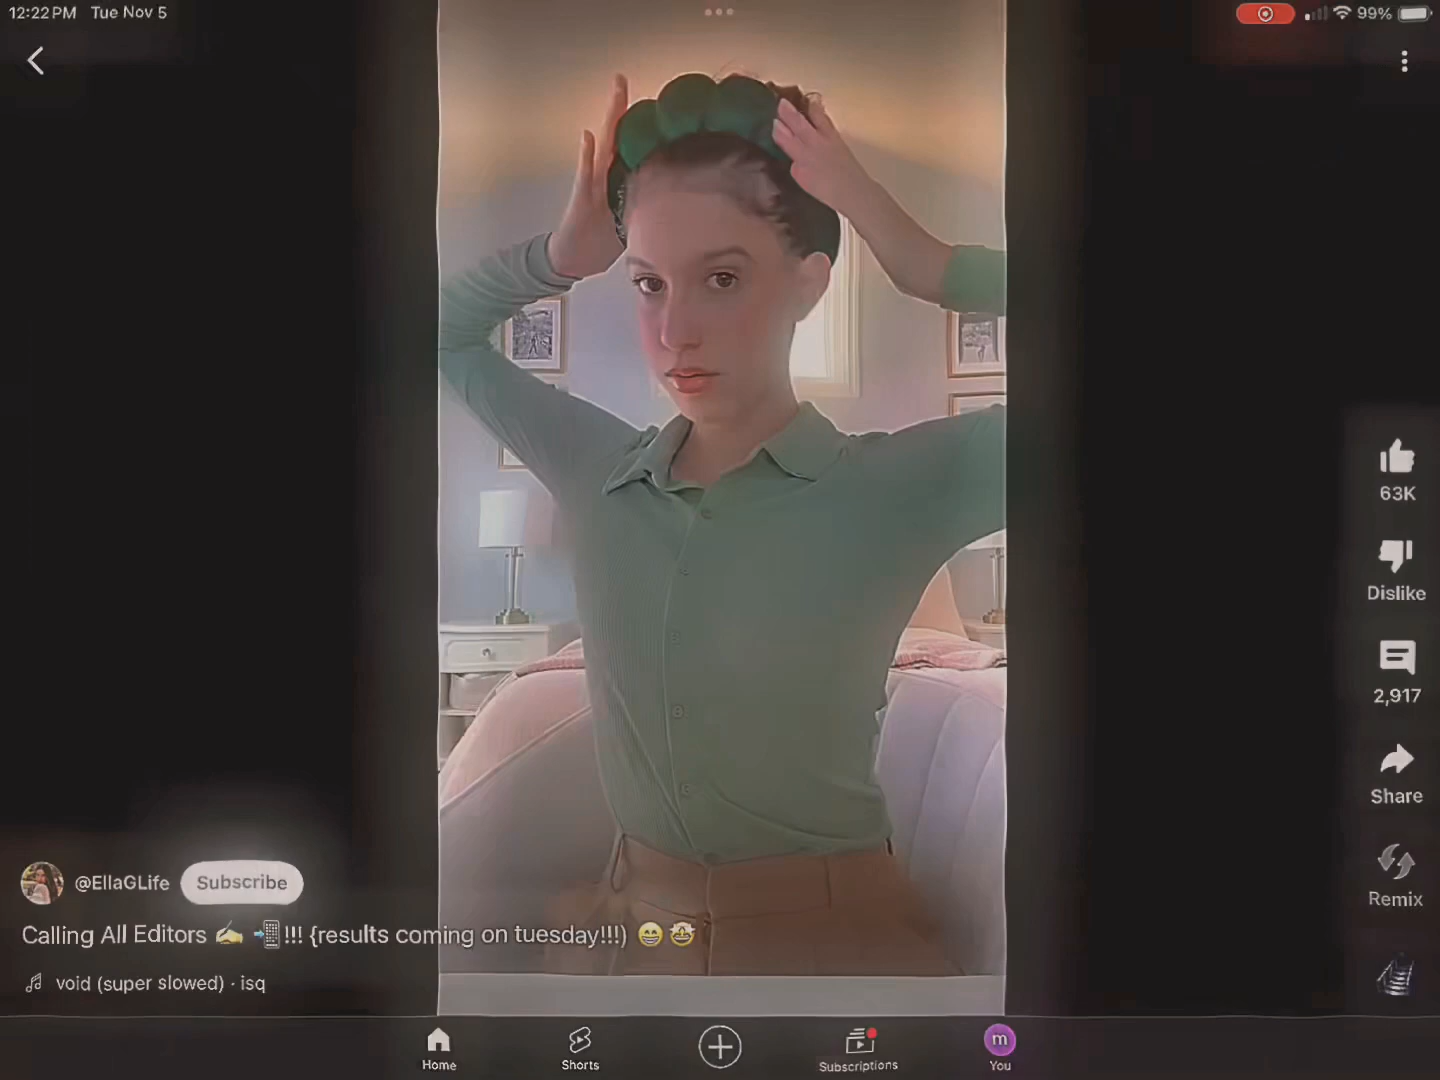 12:22 PM Tue Nov 5
99%
63K
Dislike
2,917
Share
Remix
@EllaGLife
Subscribe
Calling All Editors ✍️ 📲!!! {results coming on tuesday!!!) 😁 🤩
void (super slowed) · isq
Home
Shorts
Subscriptions
m
You